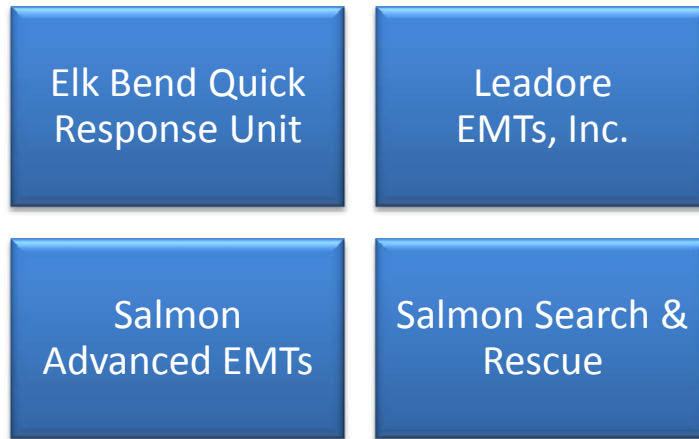 Elk Bend Quick
Response Unit
Leadore
EMTs, Inc.
Salmon
Advanced EMTs
Salmon Search &
Rescue